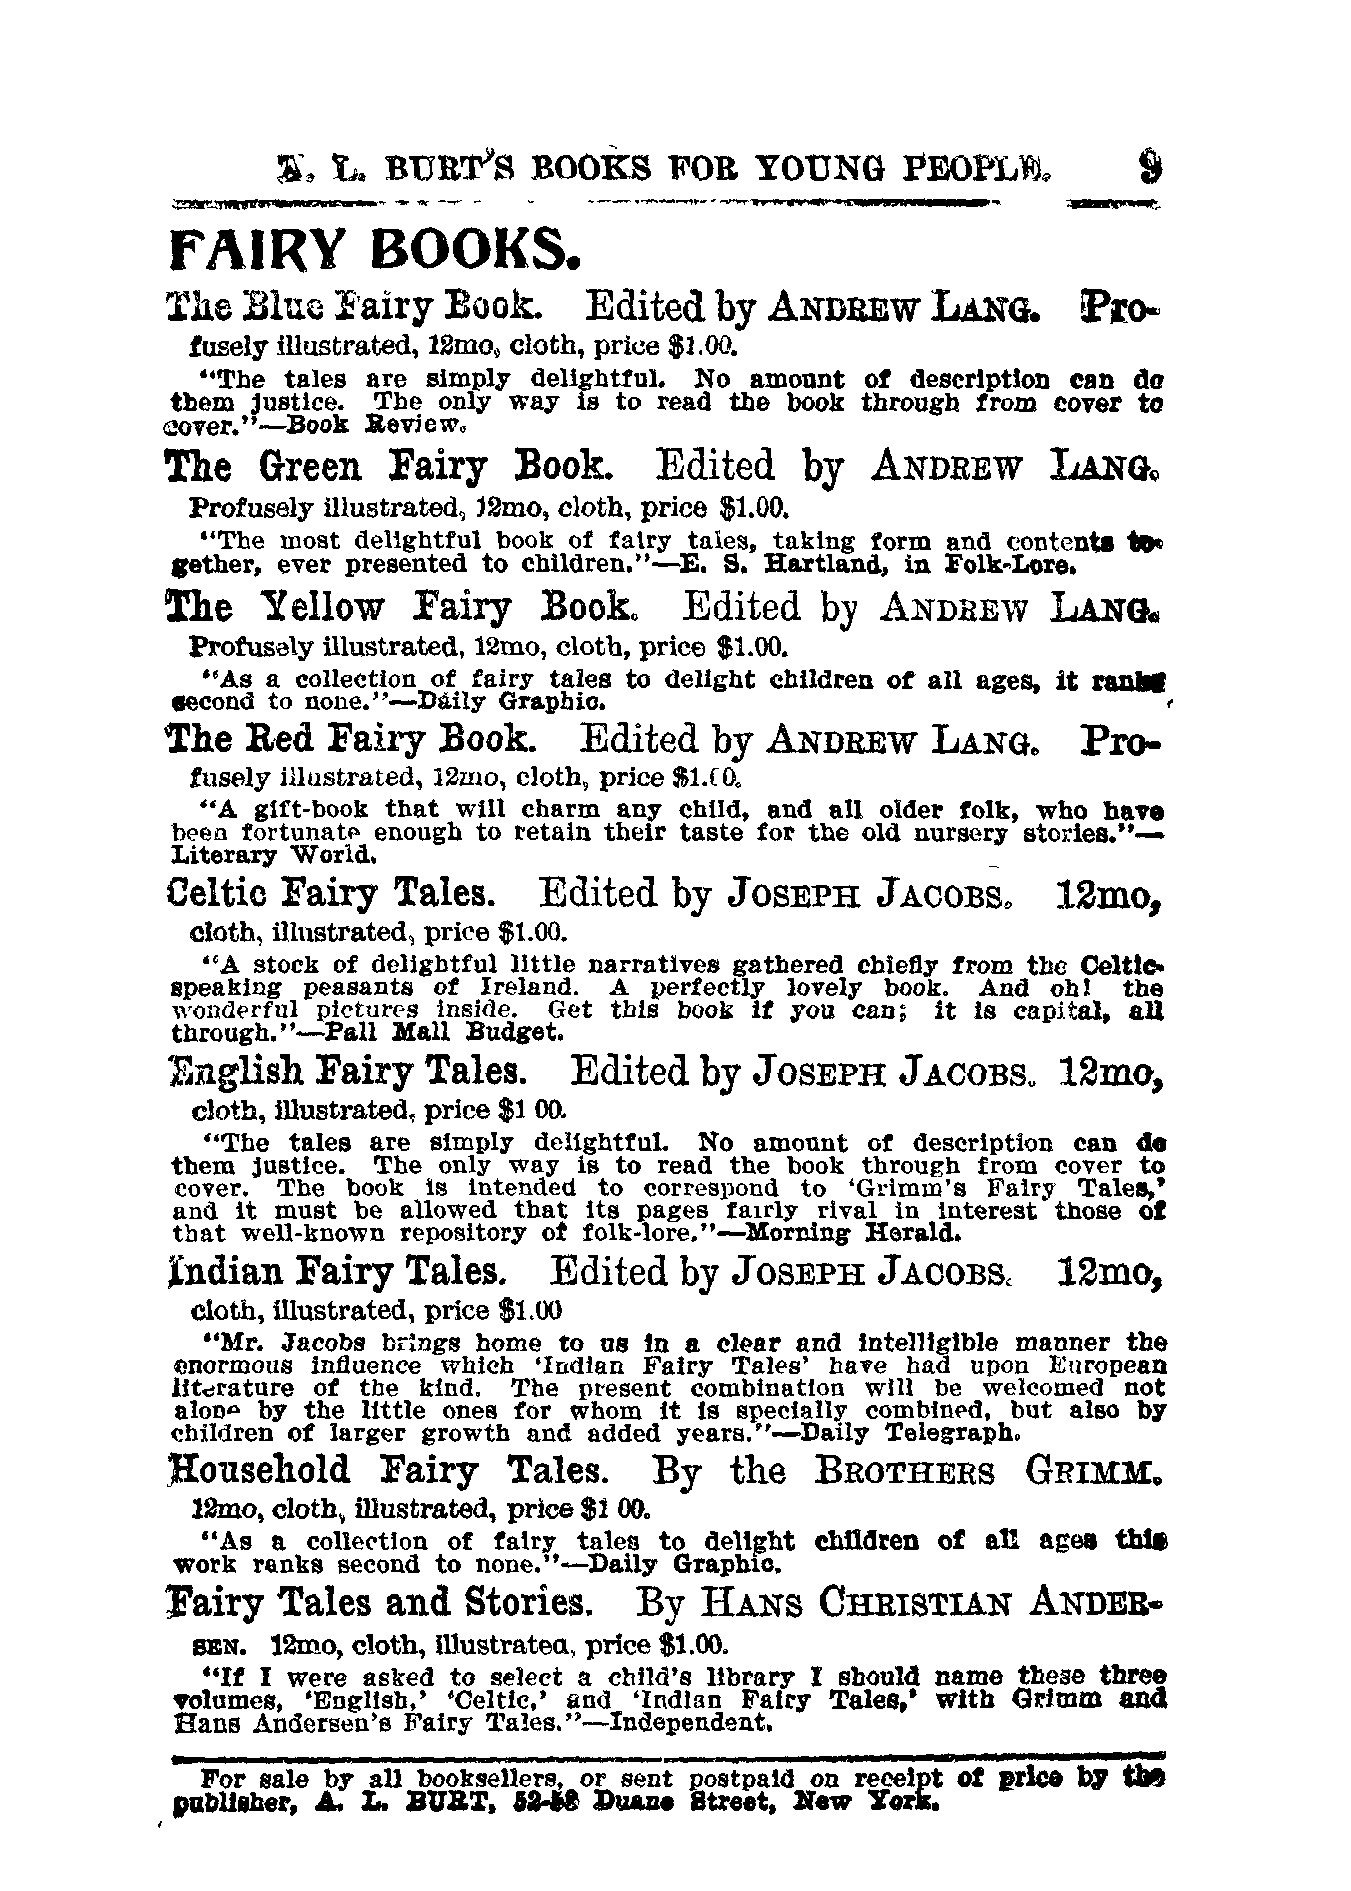 A. L. BURT'S BOOKS FOR YOUNG PEOPLE. 9
FAIRY BOOKS.
The Blue Fairy Book. Edited by ANDREW LANG. Pro-
fusely illustrated, 12mo, cloth, price $1.00.
"The tales are simply delightful. No amount of description can do
them justice. The only way is to read the book through from cover to
cover."—Book Review.
The Green Fairy Book. Edited by ANDREW LANG.
Profusely illustrated, 12mo, cloth, price $1.00.
"The most delightful book of fairy tales, taking form and contents to-
gether, ever presented to children."—E. S. Hartland, in Folk-Lore.
The Yellow Fairy Book. Edited by ANDREW LANG.
Profusely illustrated, 12mo, cloth, price $1.00.
"As a collection of fairy tales to delight children of all ages, it ranks
second to none."—Daily Graphic.
The Red Fairy Book. Edited by ANDREW LANG. Pro-
fusely illustrated, 12mo, cloth, price $1.00.
"A gift-book that will charm any child, and all older folk, who have
been fortunate enough to retain their taste for the old nursery stories."—
Literary World.
Celtic Fairy Tales. Edited by JOSEPH JACOBS. 12mo,
cloth, illustrated, price $1.00.
"A stock of delightful little narratives gathered chiefly from the Celtic-
speaking peasants of Ireland. A perfectly lovely book. And oh! the
wonderful pictures inside. Get this book if you can; it is capital, all
through."—Pall Mall Budget.
English Fairy Tales. Edited by JOSEPH JACOBS. 12mo,
cloth, illustrated, price $1 00.
"The tales are simply delightful. No amount of description can do
them justice. The only way is to read the book through from cover to
cover. The book is intended to correspond to 'Grimm's Fairy Tales,'
and it must be allowed that its pages fairly rival in interest those of
that well-known repository of folk-lore."—Morning Herald.
Indian Fairy Tales. Edited by JOSEPH JACOBS. 12mo,
cloth, illustrated, price $1.00
"Mr. Jacobs brings home to us in a clear and intelligible manner the
enormous influence which 'Indian Fairy Tales' have had upon European
literature of the kind. The present combination will be welcomed not
alone by the little ones for whom it is specially combined, but also by
children of larger growth and added years."—Daily Telegraph.
Household Fairy Tales. By the BROTHERS GRIMM.
12mo, cloth, illustrated, price $1 00.
"As a collection of fairy tales to delight children of all ages this
work ranks second to none."—Daily Graphic.
Fairy Tales and Stories. By HANS CHRISTIAN ANDER-
SEN. 12mo, cloth, illustrated, price $1.00.
"If I were asked to select a child's library I should name these three
volumes, 'English,' 'Celtic,' and 'Indian Fairy Tales,' with Grimm and
Hans Andersen's Fairy Tales."—Independent.
For sale by all booksellers, or sent postpaid on receipt of price by the
publisher, A. L. BURT, 52-58 Duane Street, New York.